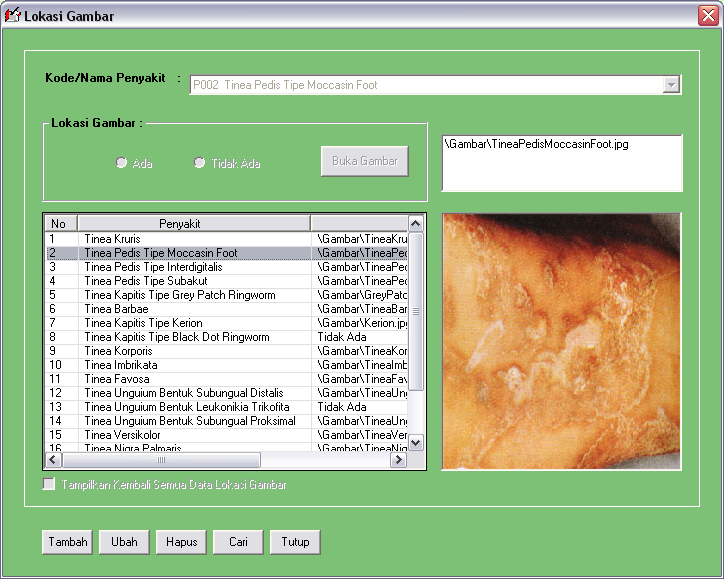 Lokasi Gambar
Kode/Nama Penyakit :
P002 Tinea Pedis Tipe Moccasin Foot
Lokasi Gambar :
Ada
Tidak Ada
Buka Gambar
\Gambar\TineaPedisMoccasinFoot.jpg
No Penyakit
1 Tinea Kruris \Gambar\TineaKru
2 Tinea Pedis Tipe Moccasin Foot \Gambar\TineaPed
3 Tinea Pedis Tipe Interdigitalis \Gambar\TineaPed
4 Tinea Pedis Tipe Subakut \Gambar\TineaPed
5 Tinea Kapitis Tipe Grey Patch Ringworm \Gambar\GreyPatc
6 Tinea Barbae \Gambar\TineaBar
7 Tinea Kapitis Tipe Kerion \Gambar\Kerion.jpg
8 Tinea Kapitis Tipe Black Dot Ringworm Tidak Ada
9 Tinea Korporis \Gambar\TineaKor
10 Tinea Imbrikata \Gambar\TineaImb
11 Tinea Favosa \Gambar\TineaFav
12 Tinea Unguium Bentuk Subungual Distalis \Gambar\TineaUng
13 Tinea Unguium Bentuk Leukonikia Trikofita Tidak Ada
14 Tinea Unguium Bentuk Subungual Proksimal \Gambar\TineaUng
15 Tinea Versikolor \Gambar\TineaVer
16 Tinea Nigra Palmaris \Gambar\TineaNig
Tampilkan Kembali Semua Data Lokasi Gambar
Tambah
Ubah
Hapus
Cari
Tutup